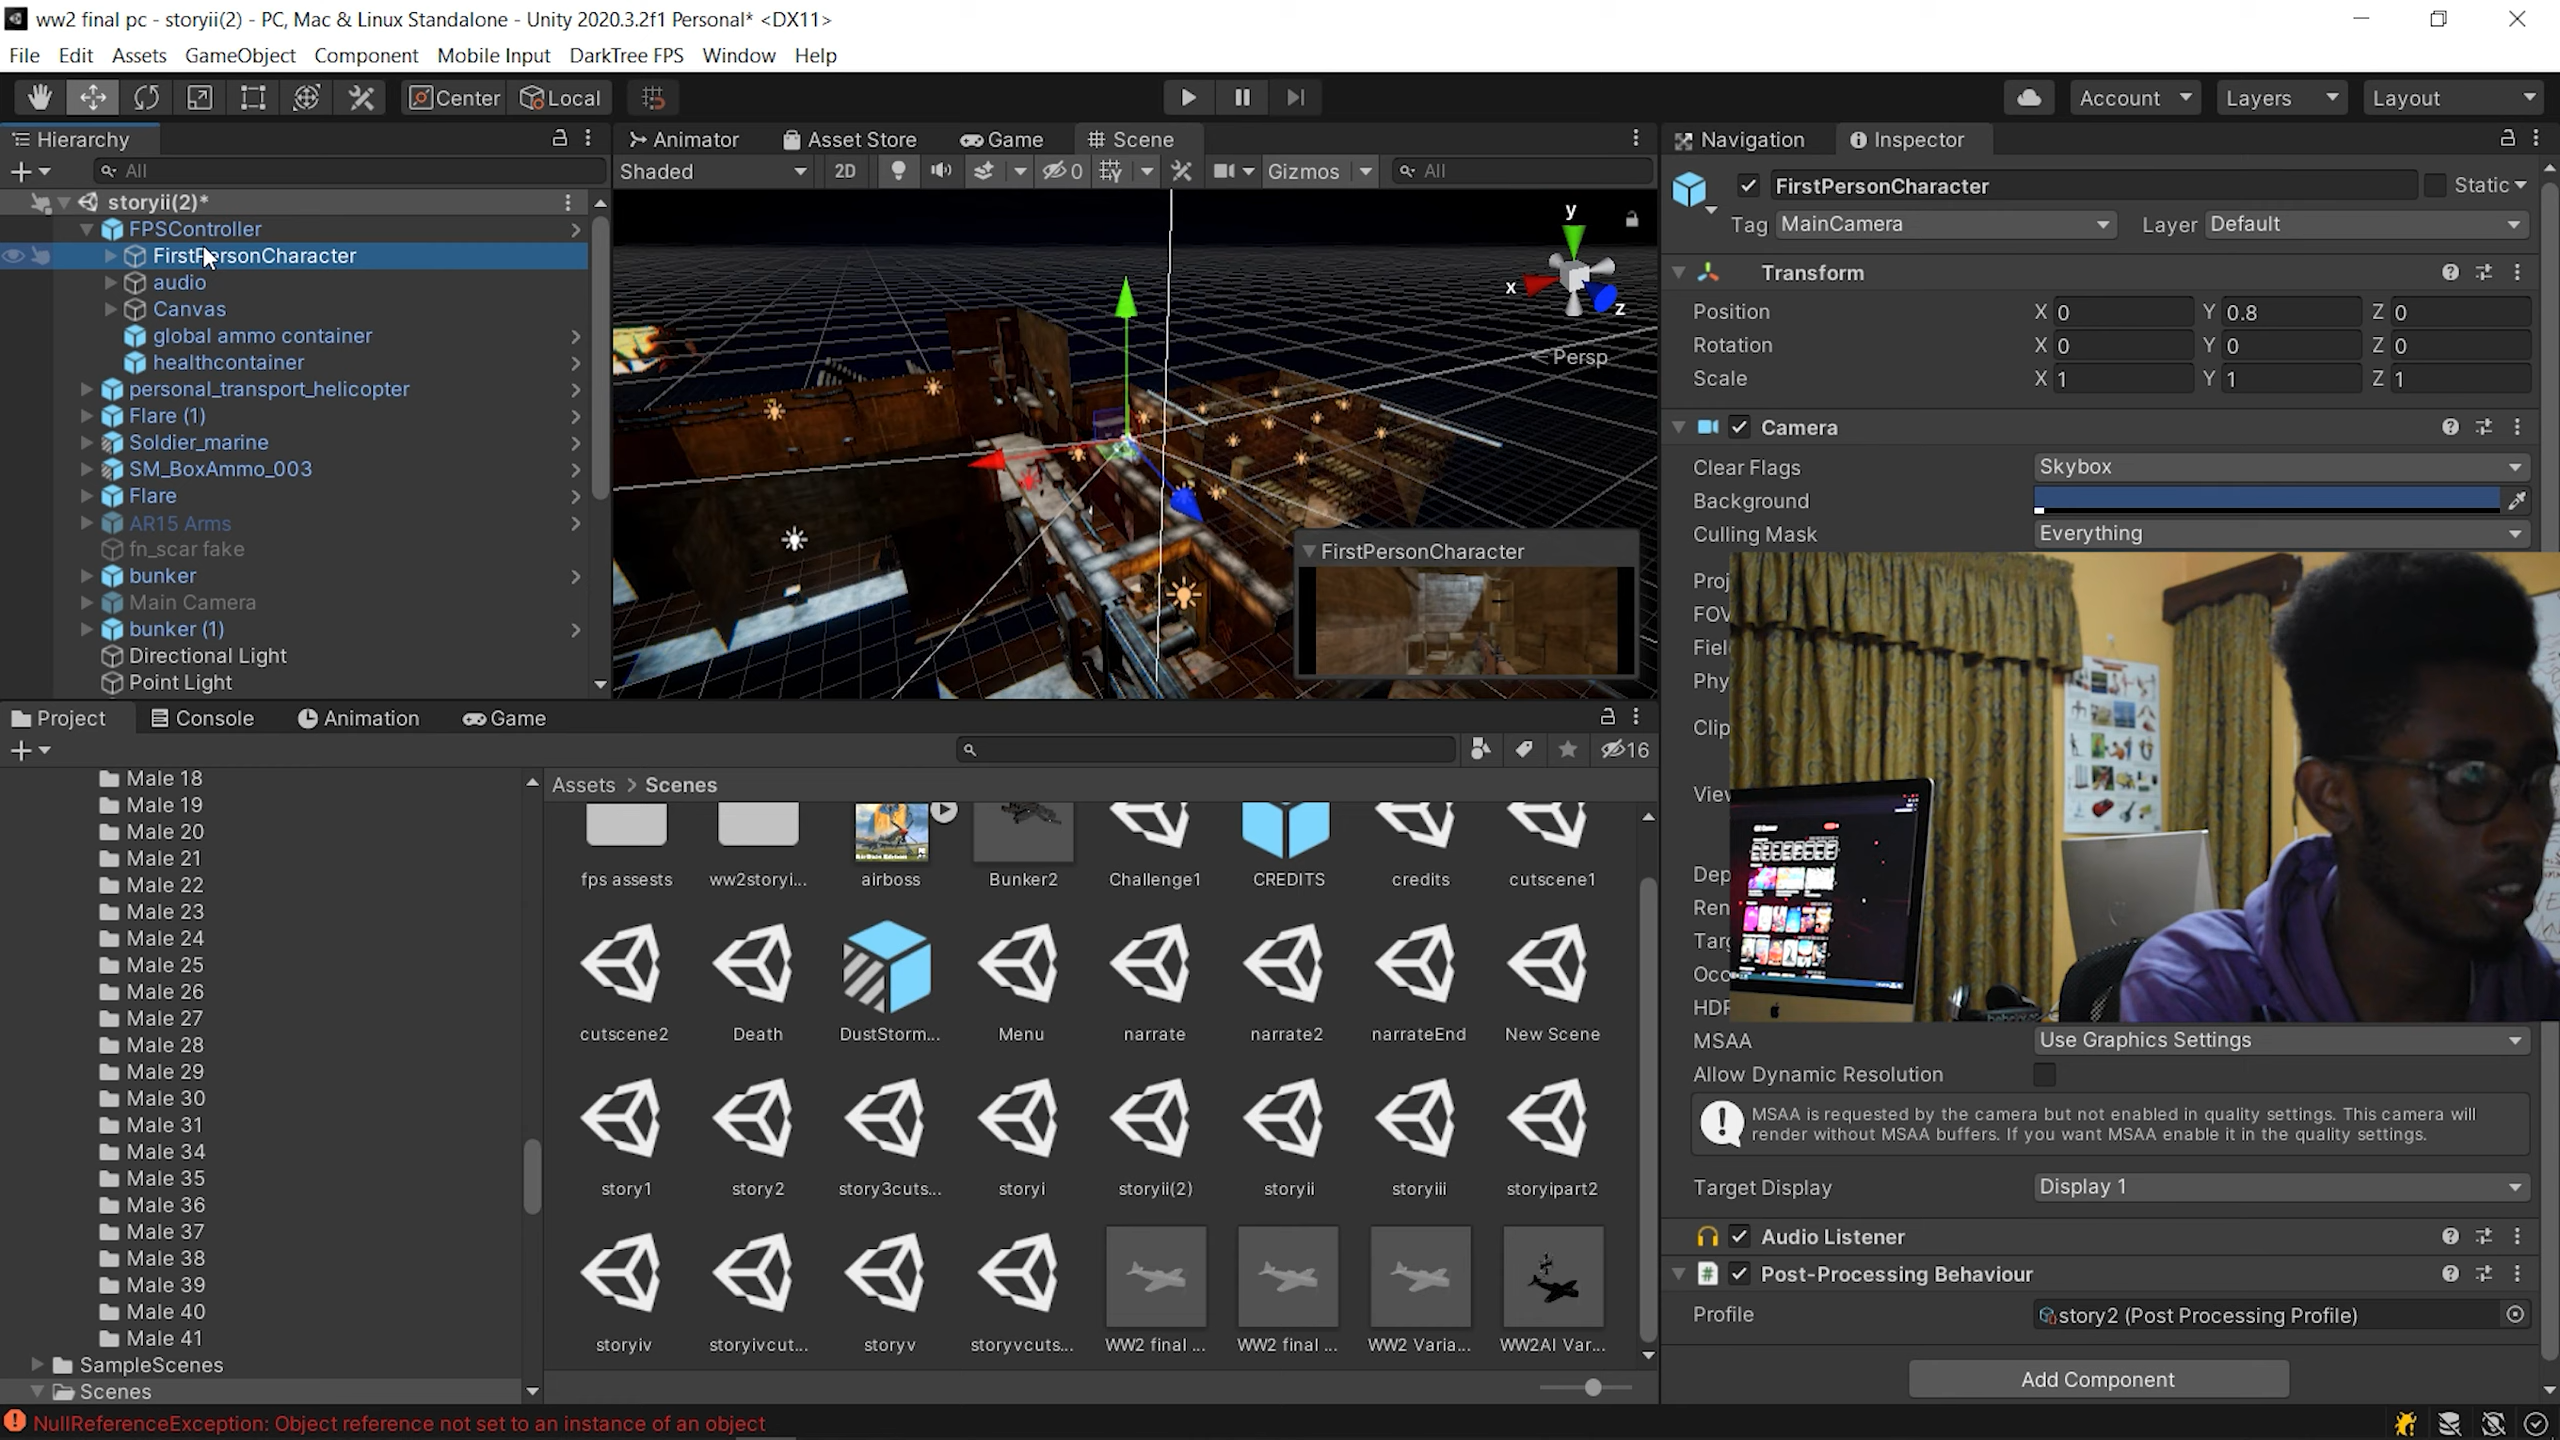 ww2 final pc - storyii(2) - PC, Mac & Linux Standalone - Unity 2020.3.2f1 Personal* <DX11>
File Edit Assets GameObject Component Mobile Input DarkTree FPS Window Help
Center Local
Account Layers Layout
Hierarchy
All
storyii(2)*
FPSController
FirstPersonCharacter
audio
Canvas
global ammo container
healthcontainer
personal_transport_helicopter
Flare (1)
Soldier_marine
SM_BoxAmmo_003
Flare
AR15 Arms
fn_scar fake
bunker
Main Camera
bunker (1)
Directional Light
Point Light
Animator Asset Store Game Scene
Shaded 2D 0 Gizmos All
y
x
z
Persp
FirstPersonCharacter
Navigation Inspector
FirstPersonCharacter Static
Tag MainCamera Layer Default
Transform
Position X 0 Y 0.8 Z 0
Rotation X 0 Y 0 Z 0
Scale X 1 Y 1 Z 1
Camera
Clear Flags Skybox
Background
Culling Mask Everything
Proj
FOV
Fiel
Phy
Clip
View
Dep
Ren
Targ
Occ
HDR
MSAA Use Graphics Settings
Allow Dynamic Resolution
MSAA is requested by the camera but not enabled in quality settings. This camera will
render without MSAA buffers. If you want MSAA enable it in the quality settings.
Target Display Display 1
Audio Listener
Post-Processing Behaviour
Profile story2 (Post Processing Profile)
Add Component
Project Console Animation Game
16
Male 18
Male 19
Male 20
Male 21
Male 22
Male 23
Male 24
Male 25
Male 26
Male 27
Male 28
Male 29
Male 30
Male 31
Male 34
Male 35
Male 36
Male 37
Male 38
Male 39
Male 40
Male 41
SampleScenes
Scenes
Assets > Scenes
fps assests ww2storyi... airboss Bunker2 Challenge1 CREDITS credits cutscene1
cutscene2 Death DustStorm... Menu narrate narrate2 narrateEnd New Scene
story1 story2 story3cuts... storyi storyii(2) storyii storyiii storyipart2
storyiv storyivcut... storyv storyvcuts... WW2 final ... WW2 final ... WW2 Varia... WW2AI Var...
NullReferenceException: Object reference not set to an instance of an object